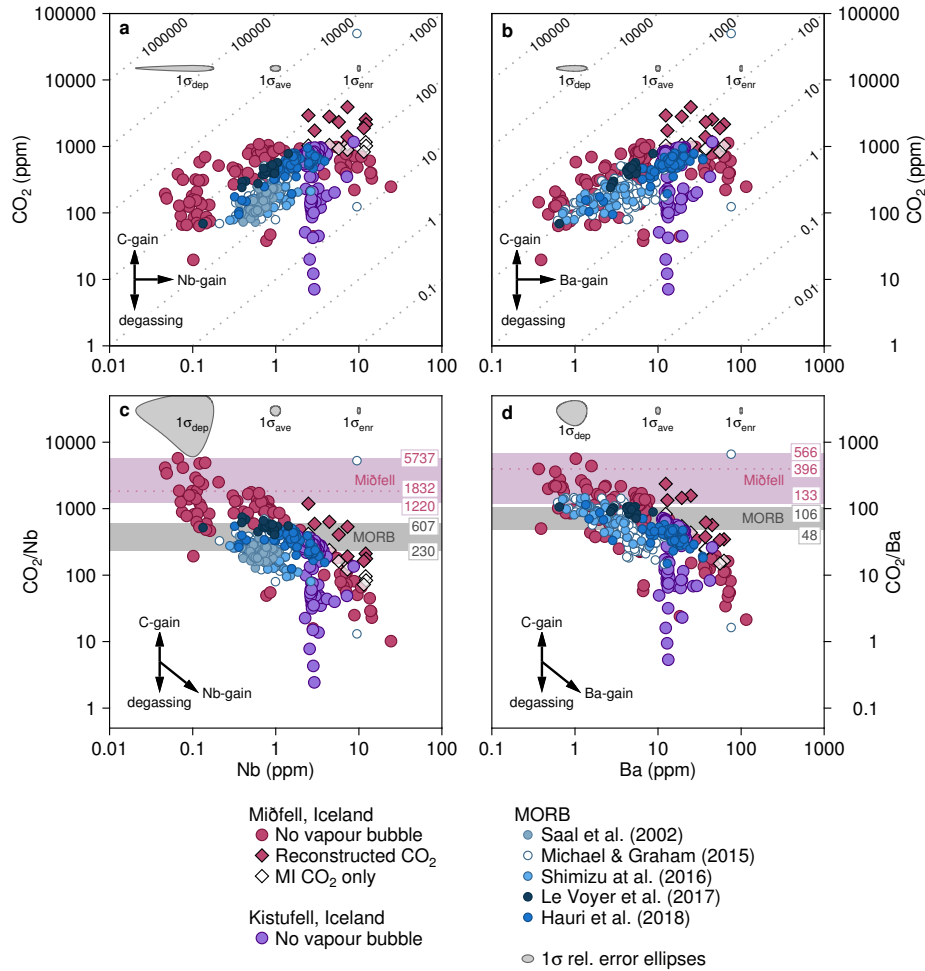 a
b
1000000
100000
10000
1000
100
10
1
0.1
100000
10000
1000
100
10
1
0.1
0.01
1σdep
1σave
1σenr
1σdep
1σave
1σenr
CO2 (ppm)
100000
10000
1000
100
10
1
100000
10000
1000
100
10
1
CO2 (ppm)
C-gain
Nb-gain
degassing
C-gain
Ba-gain
degassing
0.01
0.1
1
10
100
0.1
1
10
100
1000
c
d
1σdep
1σave
1σenr
1σdep
1σave
1σenr
CO2/Nb
10000
1000
100
10
1
1000
100
10
1
0.1
CO2/Ba
5737
Miðfell
1832
1220
607
MORB
230
566
396
Miðfell
133
106
MORB
48
C-gain
degassing
Nb-gain
C-gain
degassing
Ba-gain
0.01
0.1
1
10
100
0.1
1
10
100
1000
Nb (ppm)
Ba (ppm)
Miðfell, Iceland
No vapour bubble
Reconstructed CO2
MI CO2 only
Kistufell, Iceland
No vapour bubble
MORB
Saal et al. (2002)
Michael & Graham (2015)
Shimizu at al. (2016)
Le Voyer et al. (2017)
Hauri et al. (2018)
1σ rel. error ellipses